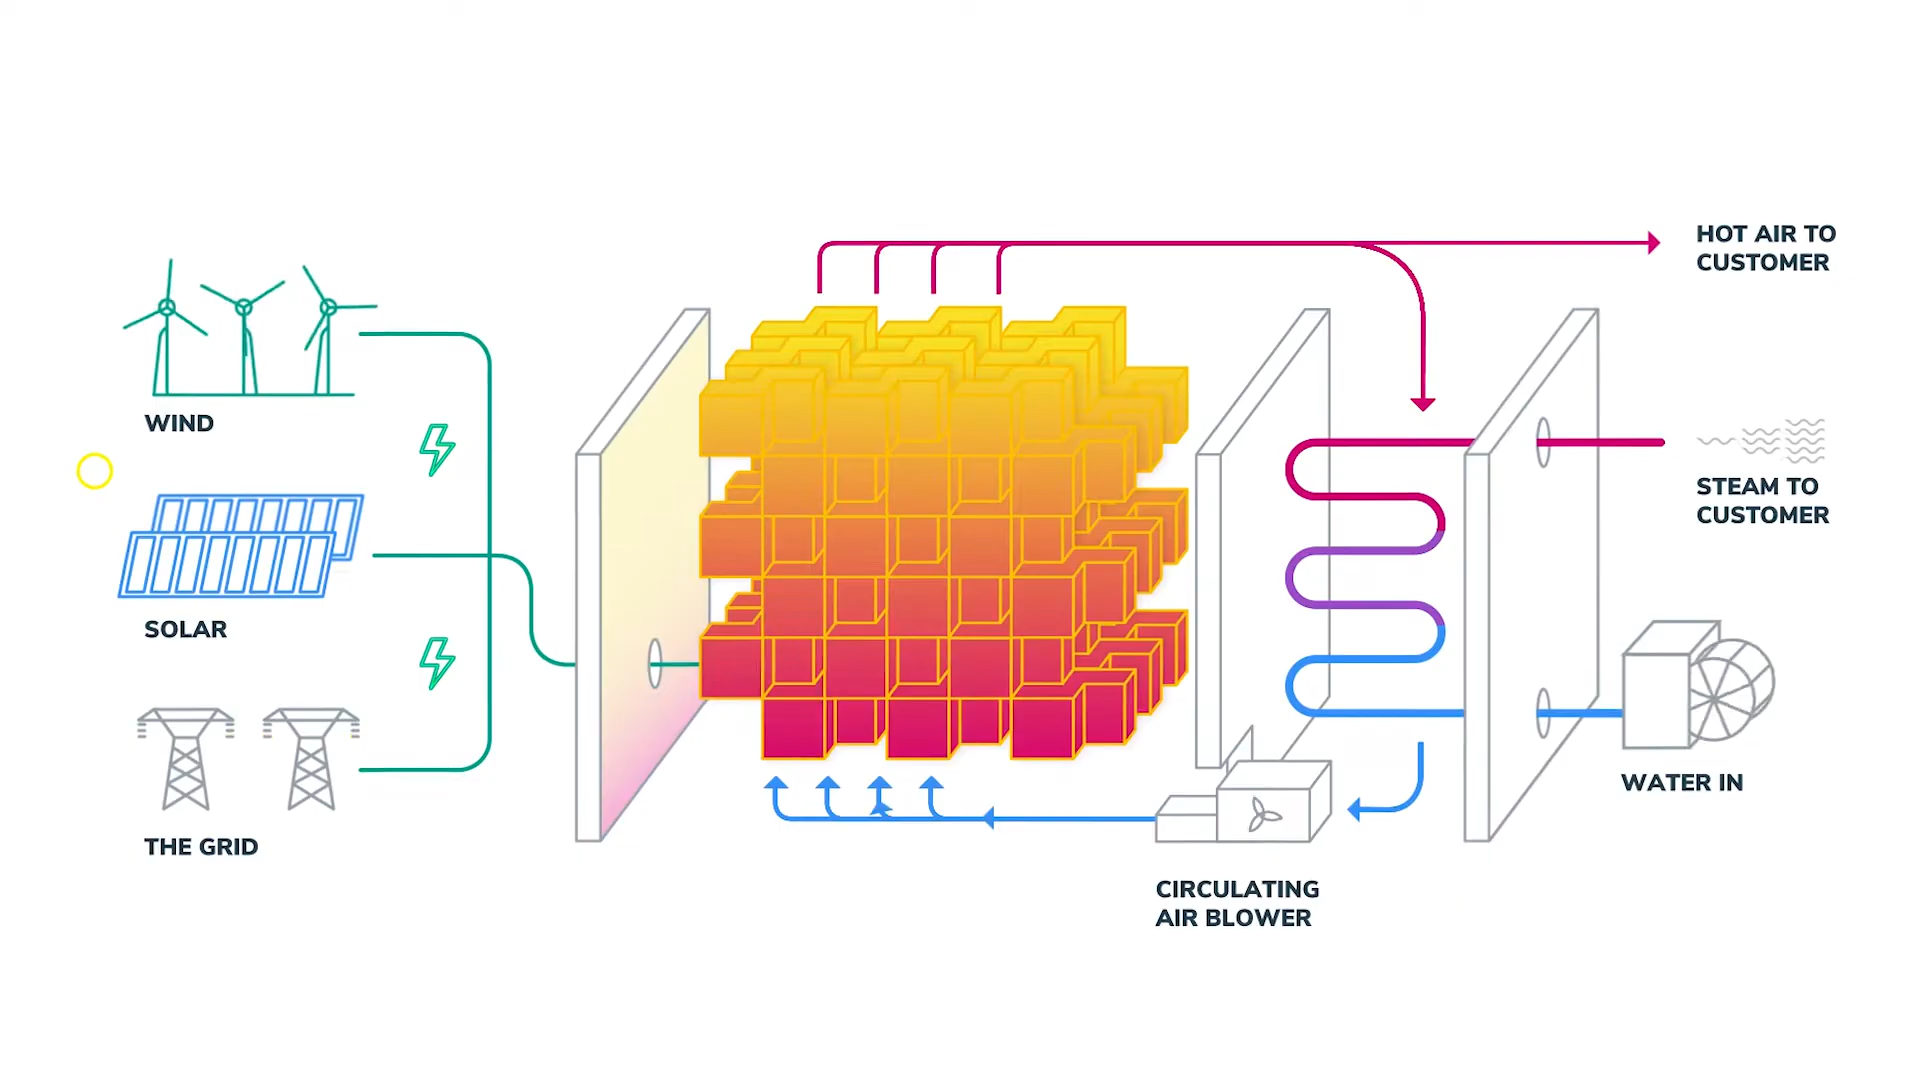 HOT AIR TO
CUSTOMER
WIND
STEAM TO
CUSTOMER
SOLAR
WATER IN
THE GRID
CIRCULATING
AIR BLOWER